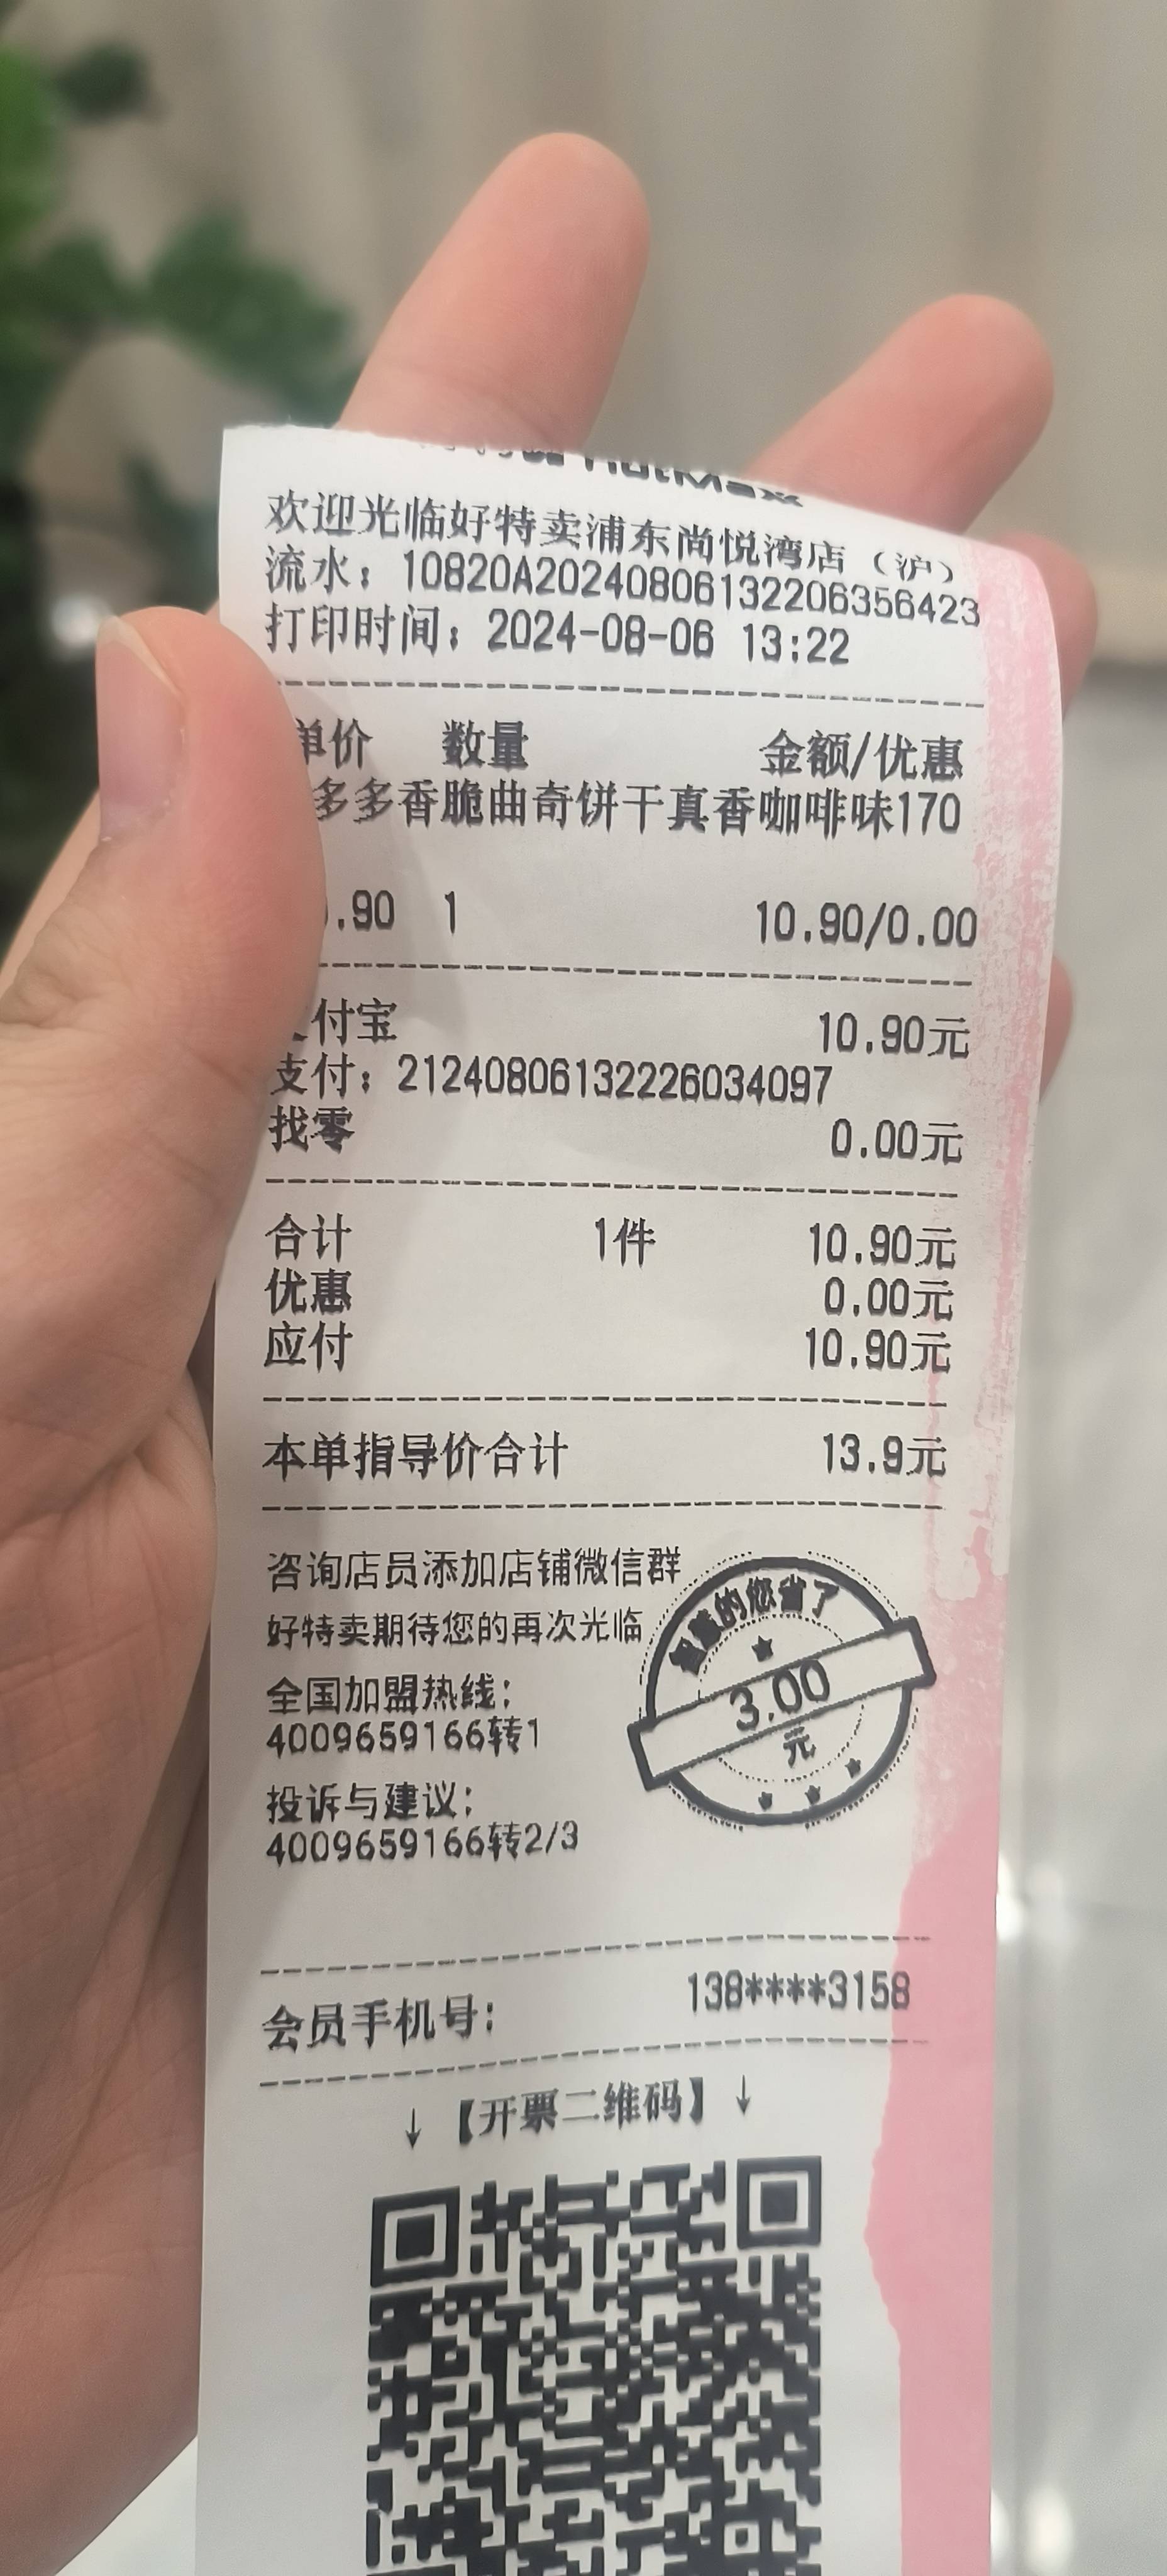 HotMaxx
欢迎光临好特卖浦东尚悦湾店（沪）
流水：10820A20240806132206356423
打印时间：2024-08-06 13:22
单价 数量 金额/优惠
多多香脆曲奇饼干真香咖啡味170
.90 1 10.90/0.00
支付宝 10.90元
支付：21240806132226034097
找零 0.00元
合计 1件 10.90元
优惠 0.00元
应付 10.90元
本单指导价合计 13.9元
咨询店员添加店铺微信群
好特卖期待您的再次光临
的您省了
3.00
元
全国加盟热线：
4009659166转1
投诉与建议：
4009659166转2/3
会员手机号： 138****3158
↓【开票二维码】↓